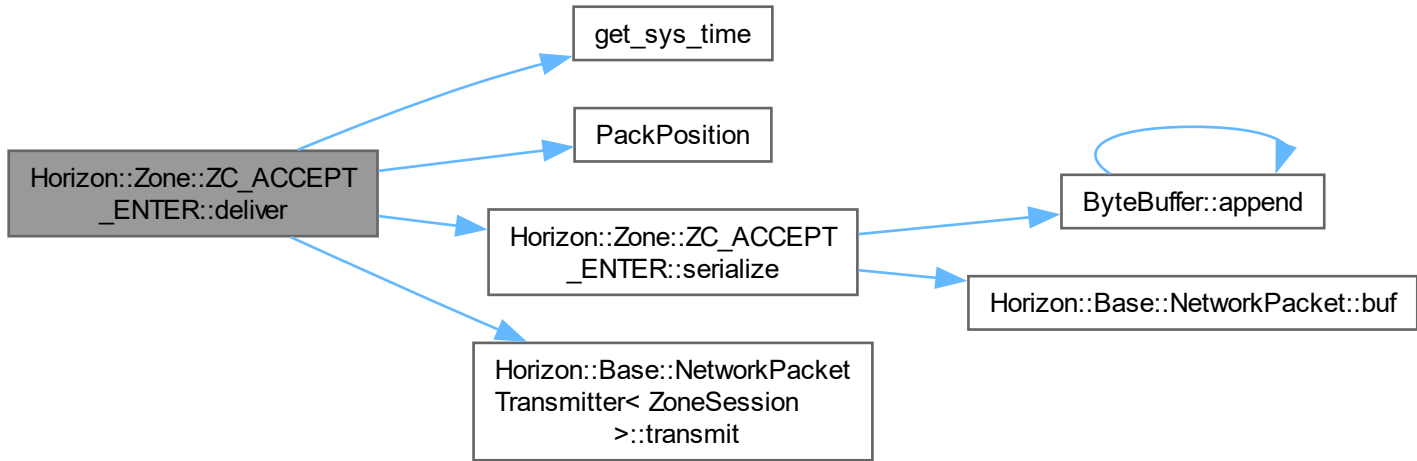 get_sys_time
PackPosition
Horizon::Zone::ZC_ACCEPT
_ENTER::deliver
ByteBuffer::append
Horizon::Zone::ZC_ACCEPT
_ENTER::serialize
Horizon::Base::NetworkPacket::buf
Horizon::Base::NetworkPacket
Transmitter< ZoneSession
>::transmit